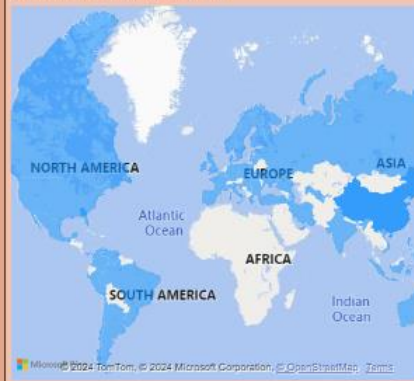 NORTH AMERICA
EUROPE
ASIA
Atlantic
Ocean
AFRICA
SOUTH AMERICA
Indian
Ocean
© 2024 TomTom, © 2024 Microsoft Corporation, © OpenStreetMap Terms